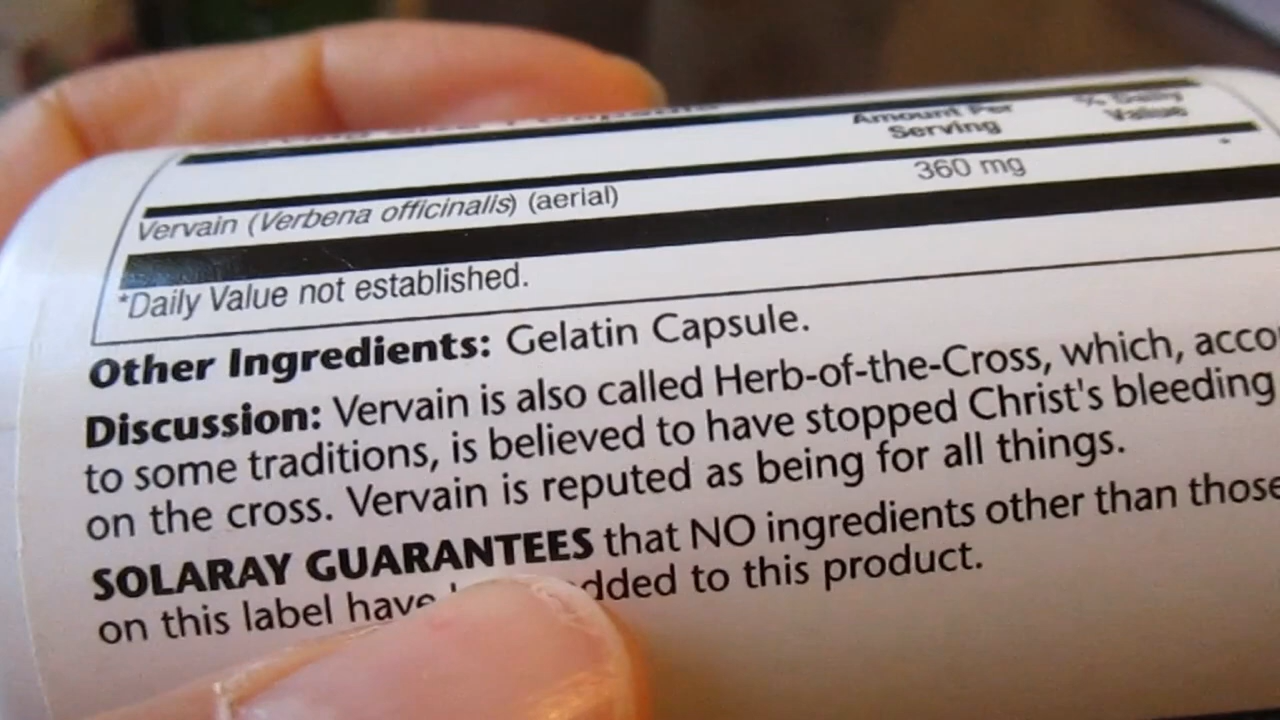 Amount Per % Daily
Serving Value
360 mg *
Vervain (Verbena officinalis) (aerial)
*Daily Value not established.
Other Ingredients: Gelatin Capsule.
Discussion: Vervain is also called Herb-of-the-Cross, which, acco
to some traditions, is believed to have stopped Christ's bleeding
on the cross. Vervain is reputed as being for all things.
SOLARAY GUARANTEES that NO ingredients other than those
on this label have dded to this product.